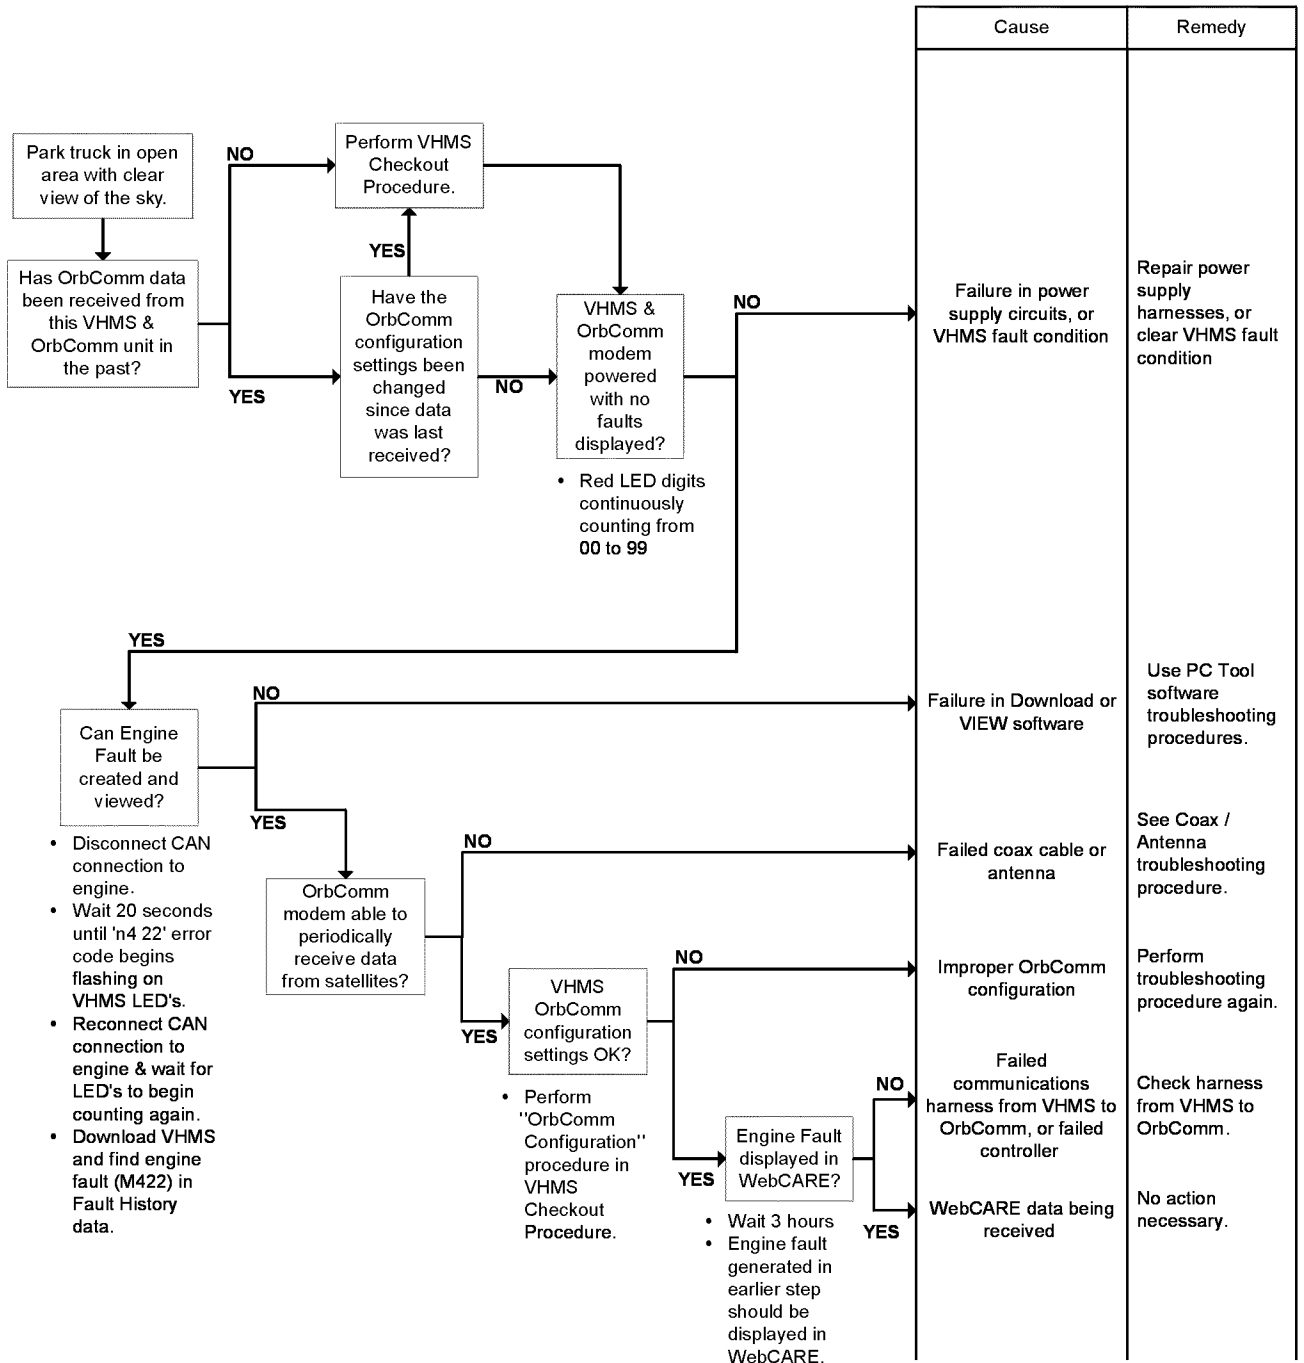 Cause
Remedy
Park truck in open
area with clear
view of the sky.
Has OrbComm data
been received from
this VHMS &
OrbComm unit in
the past?
NO
YES
Perform VHMS
Checkout
Procedure.
YES
Have the
OrbComm
configuration
settings been
changed
since data
was last
received?
NO
VHMS &
OrbComm
modem
powered
with no
faults
displayed?
• Red LED digits
continuously
counting from
00 to 99
NO
Failure in power
supply circuits, or
VHMS fault condition
Repair power
supply
harnesses, or
clear VHMS fault
condition
YES
Can Engine
Fault be
created and
viewed?
• Disconnect CAN
connection to
engine.
• Wait 20 seconds
until 'n4 22' error
code begins
flashing on
VHMS LED's.
• Reconnect CAN
connection to
engine & wait for
LED's to begin
counting again.
• Download VHMS
and find engine
fault (M422) in
Fault History
data.
NO
Failure in Download or
VIEW software
Use PC Tool
software
troubleshooting
procedures.
YES
OrbComm
modem able to
periodically
receive data
from satellites?
NO
Failed coax cable or
antenna
See Coax /
Antenna
troubleshooting
procedure.
YES
VHMS
OrbComm
configuration
settings OK?
• Perform
"OrbComm
Configuration"
procedure in
VHMS
Checkout
Procedure.
NO
Improper OrbComm
configuration
Perform
troubleshooting
procedure again.
YES
Engine Fault
displayed in
WebCARE?
• Wait 3 hours
• Engine fault
generated in
earlier step
should be
displayed in
WebCARE.
NO
Failed
communications
harness from VHMS to
OrbComm, or failed
controller
Check harness
from VHMS to
OrbComm.
YES
WebCARE data being
received
No action
necessary.